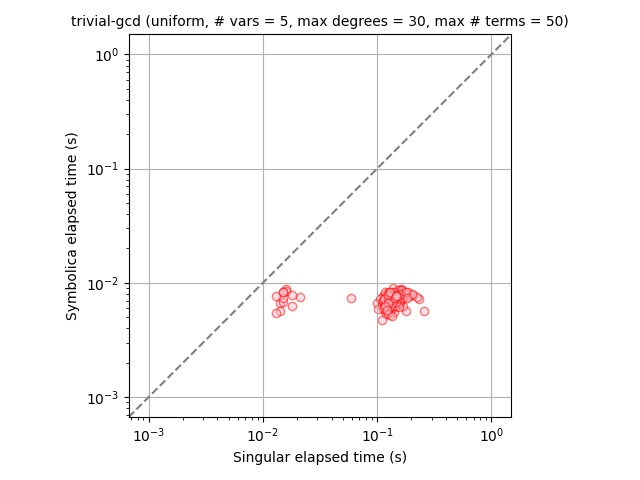 trivial-gcd (uniform, # vars = 5, max degrees = 30, max # terms = 50)
Symbolica elapsed time (s)
10⁰
10⁻¹
10⁻²
10⁻³
10⁻³ 10⁻² 10⁻¹ 10⁰
Singular elapsed time (s)